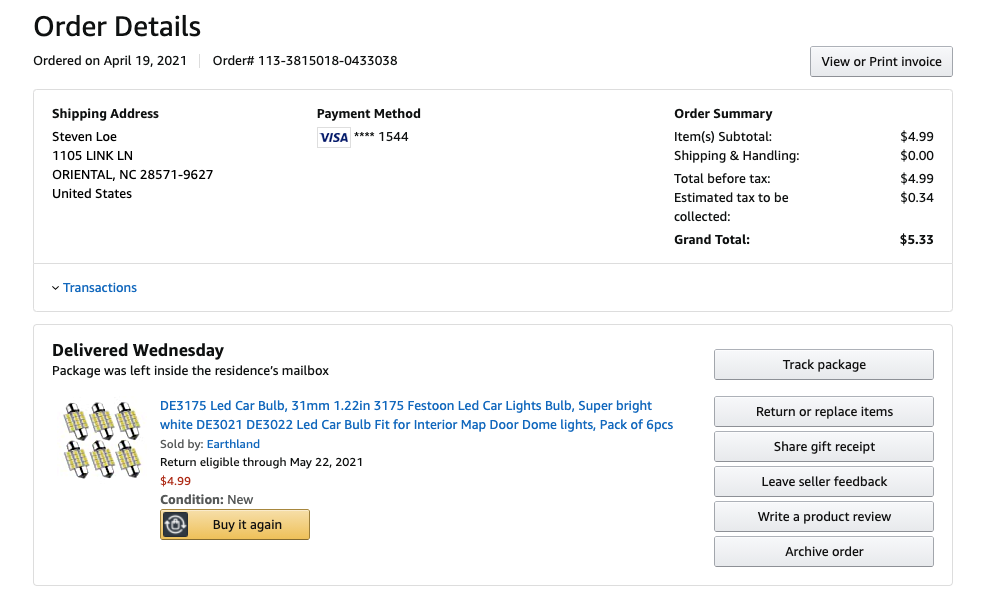 Order Details
Ordered on April 19, 2021
Order# 113-3815018-0433038
View or Print invoice
Shipping Address
Steven Loe
1105 LINK LN
ORIENTAL, NC 28571-9627
United States
Payment Method
VISA **** 1544
Order Summary
Item(s) Subtotal: $4.99
Shipping & Handling: $0.00
Total before tax: $4.99
Estimated tax to be $0.34
collected:
Grand Total: $5.33
Transactions
Delivered Wednesday
Package was left inside the residence's mailbox
DE3175 Led Car Bulb, 31mm 1.22in 3175 Festoon Led Car Lights Bulb, Super bright
white DE3021 DE3022 Led Car Bulb Fit for Interior Map Door Dome lights, Pack of 6pcs
Sold by: Earthland
Return eligible through May 22, 2021
$4.99
Condition: New
Buy it again
Track package
Return or replace items
Share gift receipt
Leave seller feedback
Write a product review
Archive order